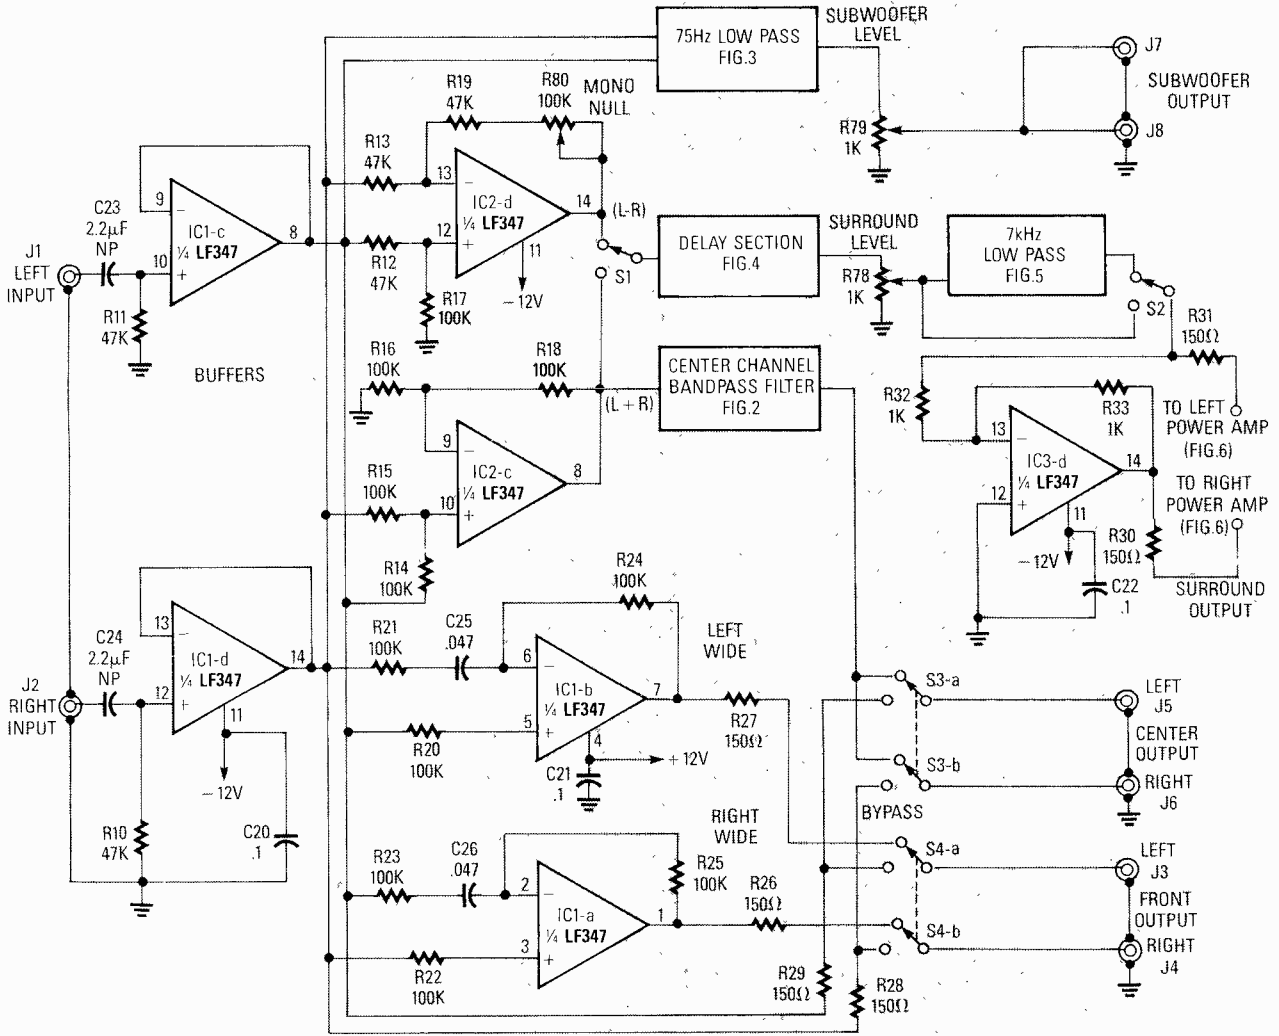 75Hz LOW PASS
FIG.3
SUBWOOFER
LEVEL
J7
SUBWOOFER
OUTPUT
J8
R79
1K
R19
47K
R80
100K
MONO
NULL
R13
47K
13
−
IC2-d
¼ LF347
14
12
+
11
−12V
(L-R)
R12
47K
R17
100K
S1
DELAY SECTION
FIG.4
SURROUND
LEVEL
R78
1K
7kHz
LOW PASS
FIG.5
S2
R31
150Ω
J1
LEFT
INPUT
C23
2.2µF
NP
9
−
IC1-c
¼ LF347
8
10
+
R11
47K
BUFFERS
R16
100K
R18
100K
(L+R)
CENTER CHANNEL
BANDPASS FILTER
FIG.2
R32
1K
R33
1K
13
−
IC3-d
¼ LF347
14
12
+
11
−12V
TO LEFT
POWER AMP
(FIG.6)
TO RIGHT
POWER AMP
(FIG.6)
R30
150Ω
C22
.1
SURROUND
OUTPUT
9
−
IC2-c
¼ LF347
8
10
+
R15
100K
R14
100K
J2
RIGHT
INPUT
C24
2.2µF
NP
13
−
IC1-d
¼ LF347
14
12
+
11
−12V
R10
47K
C20
.1
R21
100K
C25
.047
R24
100K
LEFT
WIDE
6
−
IC1-b
¼ LF347
7
5
+
4
+12V
C21
.1
R20
100K
R27
150Ω
S3-a
LEFT
J5
CENTER
OUTPUT
S3-b
RIGHT
J6
BYPASS
RIGHT
WIDE
R23
100K
C26
.047
R25
100K
2
−
IC1-a
¼ LF347
1
3
+
R22
100K
R26
150Ω
S4-a
LEFT
J3
FRONT
OUTPUT
S4-b
RIGHT
J4
R29
150Ω
R28
150Ω